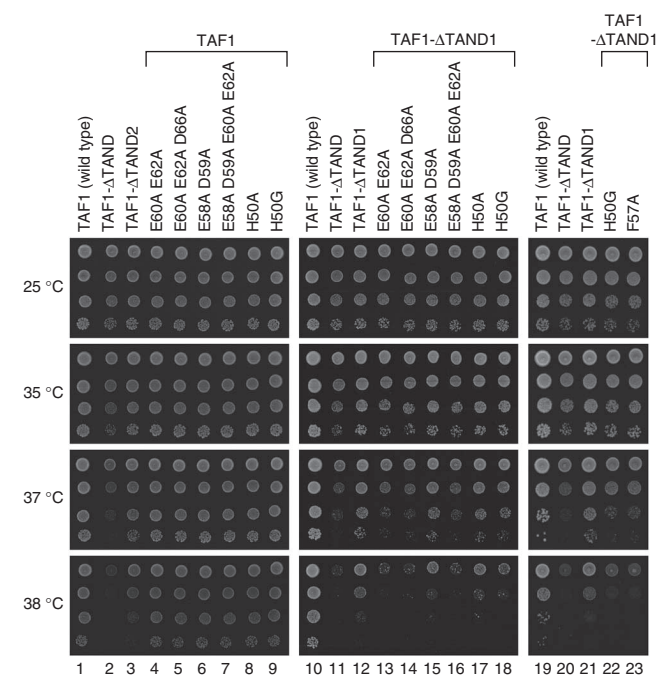 TAF1
TAF1-ΔTAND1
TAF1
-ΔTAND1
TAF1 (wild type)
TAF1-ΔTAND
TAF1-ΔTAND2
E60A E62A
E60A E62A D66A
E58A D59A
E58A D59A E60A E62A
H50A
H50G
TAF1 (wild type)
TAF1-ΔTAND
TAF1-ΔTAND1
E60A E62A
E60A E62A D66A
E58A D59A
E58A D59A E60A E62A
H50A
H50G
TAF1 (wild type)
TAF1-ΔTAND
TAF1-ΔTAND1
H50G
F57A
25 °C
35 °C
37 °C
38 °C
1 2 3 4 5 6 7 8 9 10 11 12 13 14 15 16 17 18 19 20 21 22 23